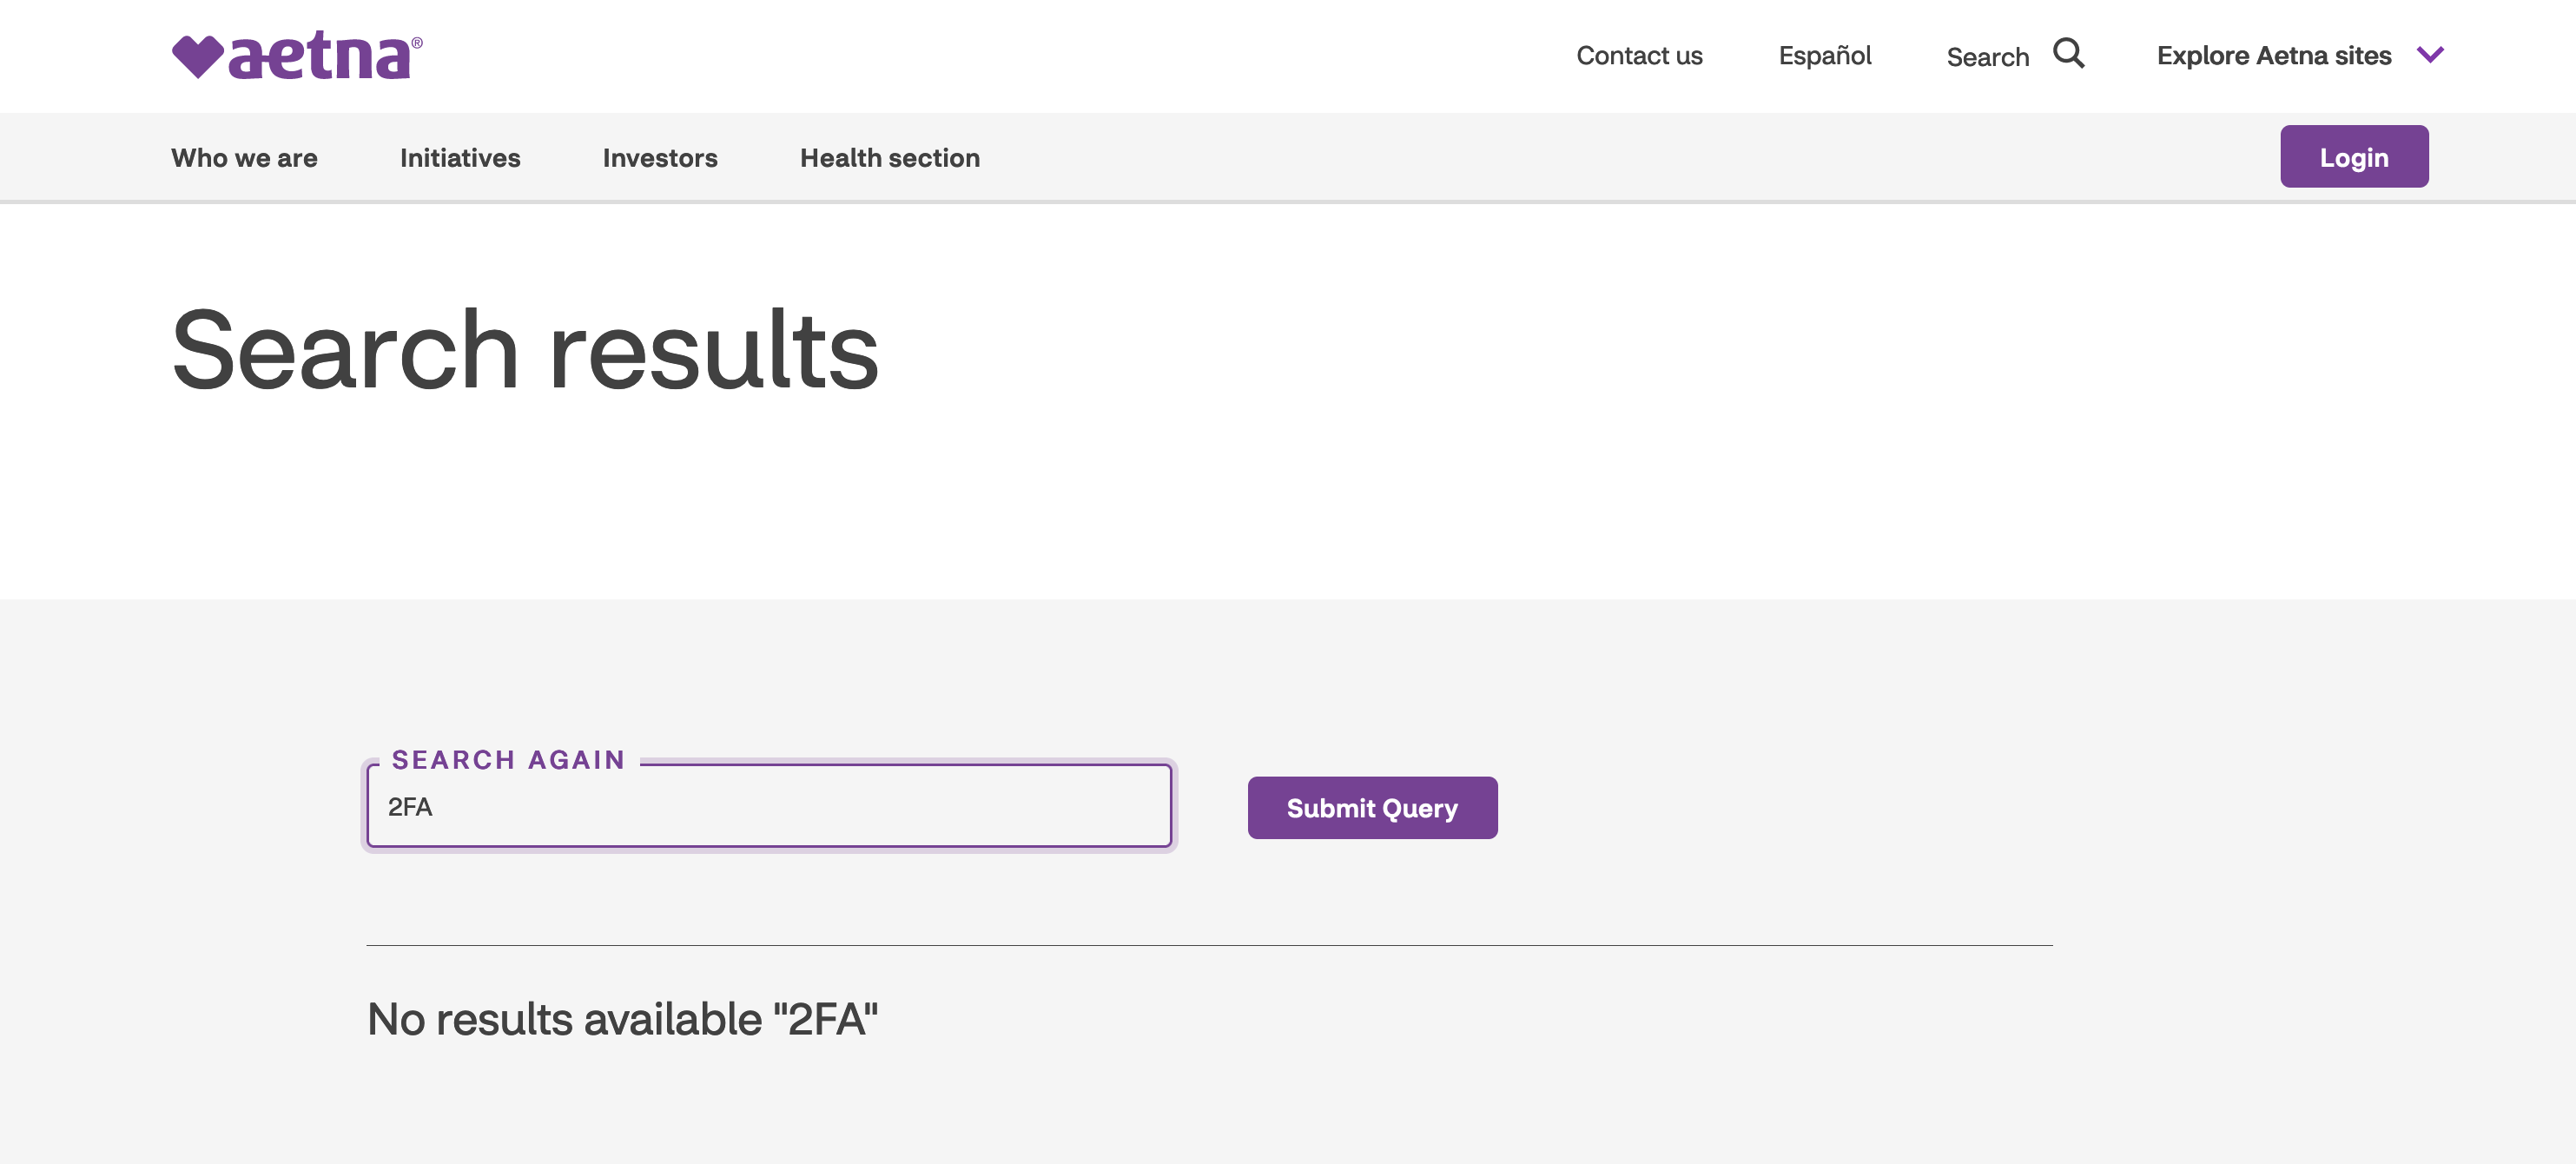 aetna®
Contact us
Español
Search
Explore Aetna sites
Who we are
Initiatives
Investors
Health section
Login
Search results
SEARCH AGAIN
2FA
Submit Query
No results available "2FA"